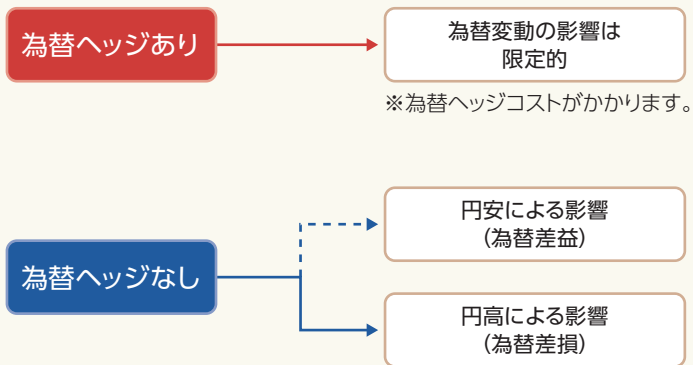 為替ヘッジあり
為替変動の影響は
限定的
※為替ヘッジコストがかかります。
為替ヘッジなし
円安による影響
(為替差益)
円高による影響
(為替差損)